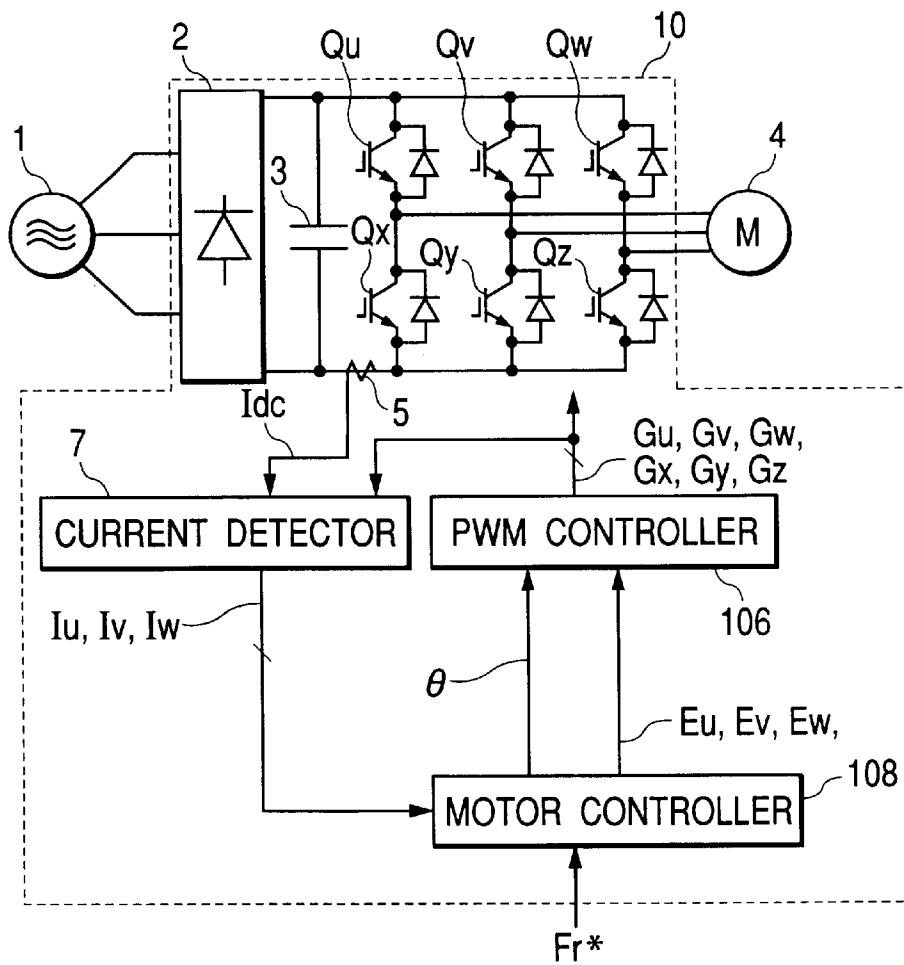 2
Qu
Qv
Qw
10
1
3
4
M
Qx
Qy
Qz
Idc
5
7
Gu, Gv, Gw,
Gx, Gy, Gz
CURRENT DETECTOR
PWM CONTROLLER
106
Iu, Iv, Iw
θ
Eu, Ev, Ew,
108
MOTOR CONTROLLER
Fr*